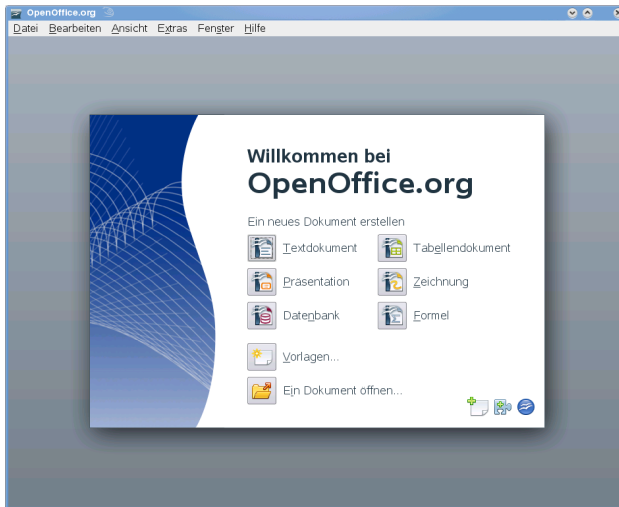 OpenOffice.org
Datei Bearbeiten Ansicht Extras Fenster Hilfe
Willkommen bei
OpenOffice.org
Ein neues Dokument erstellen
Textdokument Tabellendokument
Präsentation Zeichnung
Datenbank Formel
Vorlagen...
Ein Dokument öffnen...